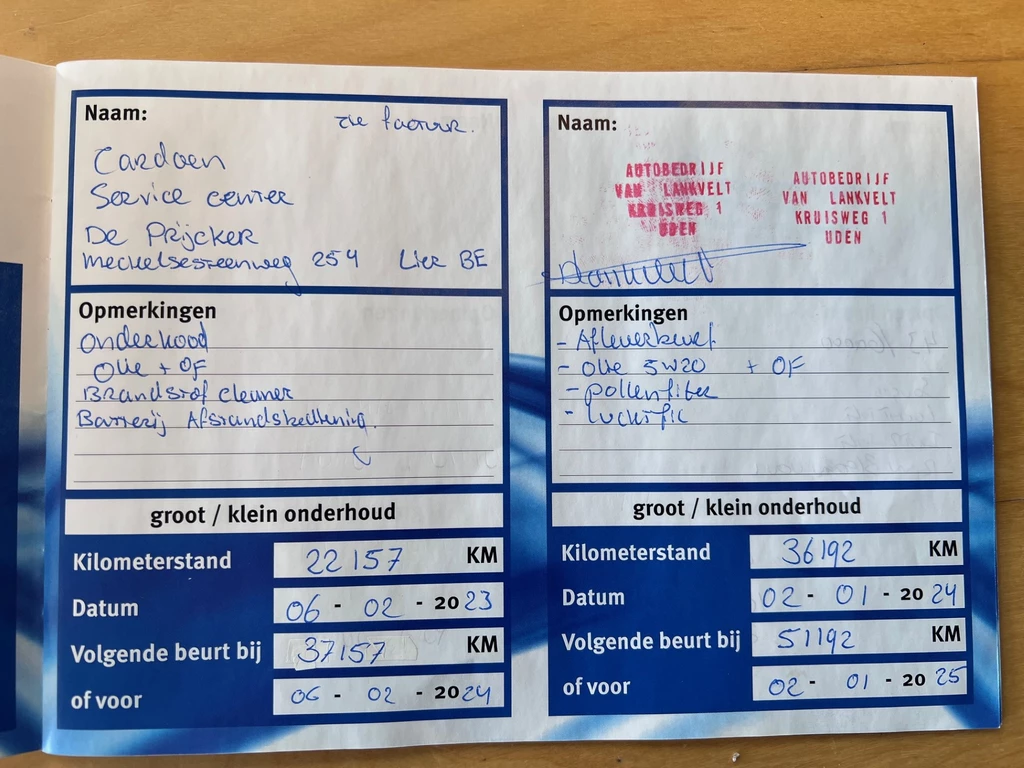 Naam:
zie factuur.
Cardoen
Service center
De Prijcker
Mechelsesteenweg 254 Lier BE
Opmerkingen
Onderhoud
Olie + OF
Brandstof cleaner
Batterij Afstandsbediening.
groot / klein onderhoud
Kilometerstand 22157 KM
Datum 06 - 02 - 2023
Volgende beurt bij 37157 KM
of voor 06 - 02 - 2024
Naam:
AUTOBEDRIJF
VAN LANKVELT
KRUISWEG 1
UDEN
AUTOBEDRIJF
VAN LANKVELT
KRUISWEG 1
UDEN
Opmerkingen
- Afleverbeurt
- Olie 5W20 + OF
- pollenfilter
- luchtfil
groot / klein onderhoud
Kilometerstand 36192 KM
Datum 02 - 01 - 2024
Volgende beurt bij 51192 KM
of voor 02 - 01 - 2025